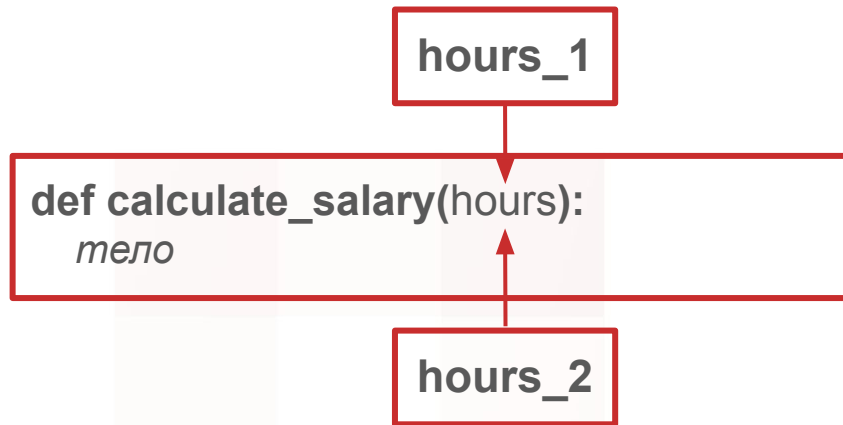 hours_1
def calculate_salary(hours):
тело
hours_2